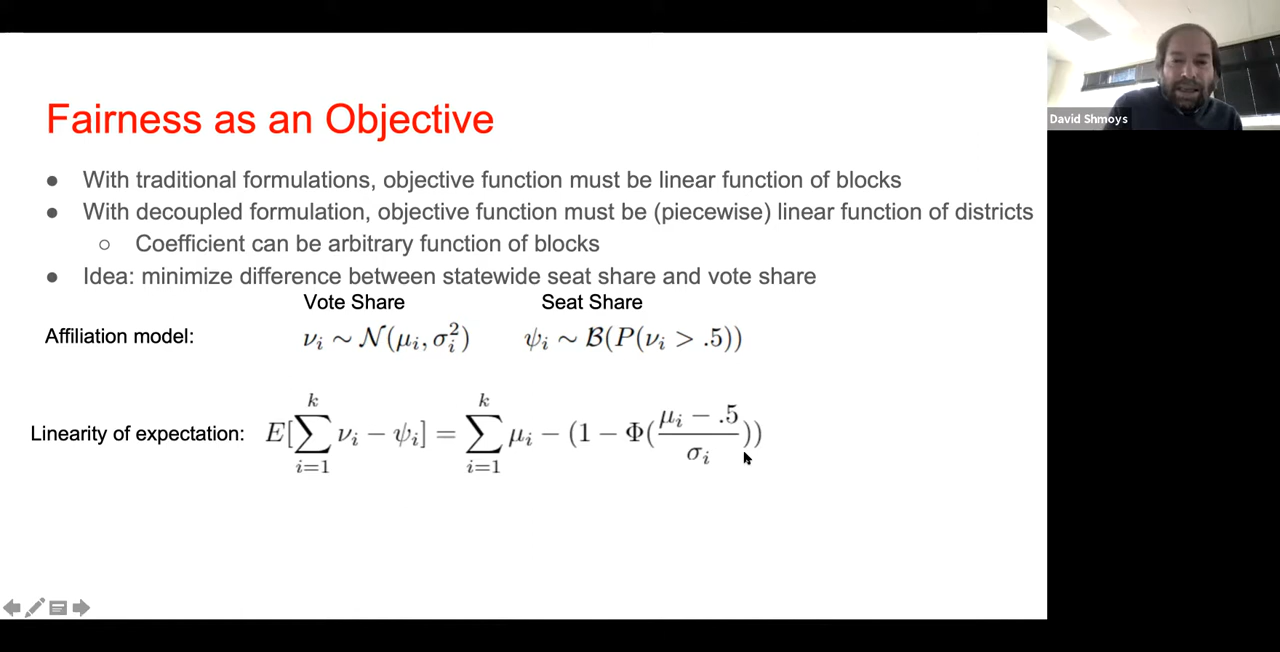 Fairness as an Objective
● With traditional formulations, objective function must be linear function of blocks
● With decoupled formulation, objective function must be (piecewise) linear function of districts
○ Coefficient can be arbitrary function of blocks
● Idea: minimize difference between statewide seat share and vote share
Vote Share Seat Share
Affiliation model: νᵢ ∼ 𝒩(μᵢ, σᵢ²) ψᵢ ∼ ℬ(P(νᵢ > .5))
Linearity of expectation: E[∑_{i=1}^{k} νᵢ − ψᵢ] = ∑_{i=1}^{k} μᵢ − (1 − Φ((μᵢ − .5)/σᵢ))
David Shmoys